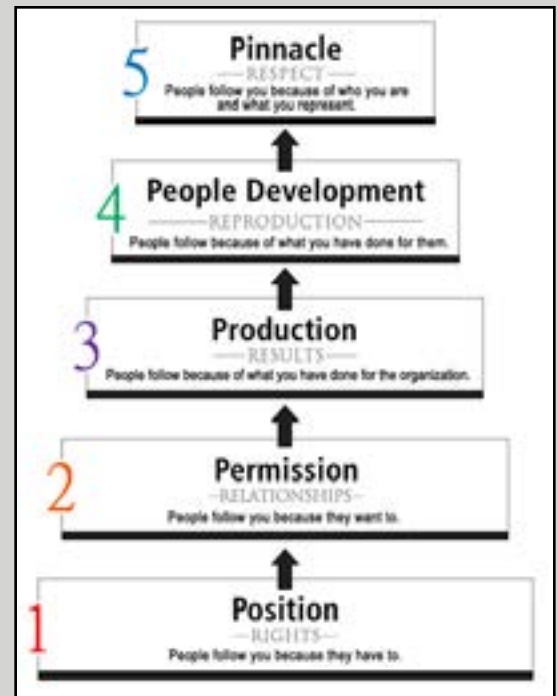 5
Pinnacle
RESPECT
People follow you because of who you are
and what you represent.
4
People Development
REPRODUCTION
People follow because of what you have done for them.
3
Production
RESULTS
People follow because of what you have done for the organization.
2
Permission
RELATIONSHIPS
People follow you because they want to.
1
Position
RIGHTS
People follow you because they have to.